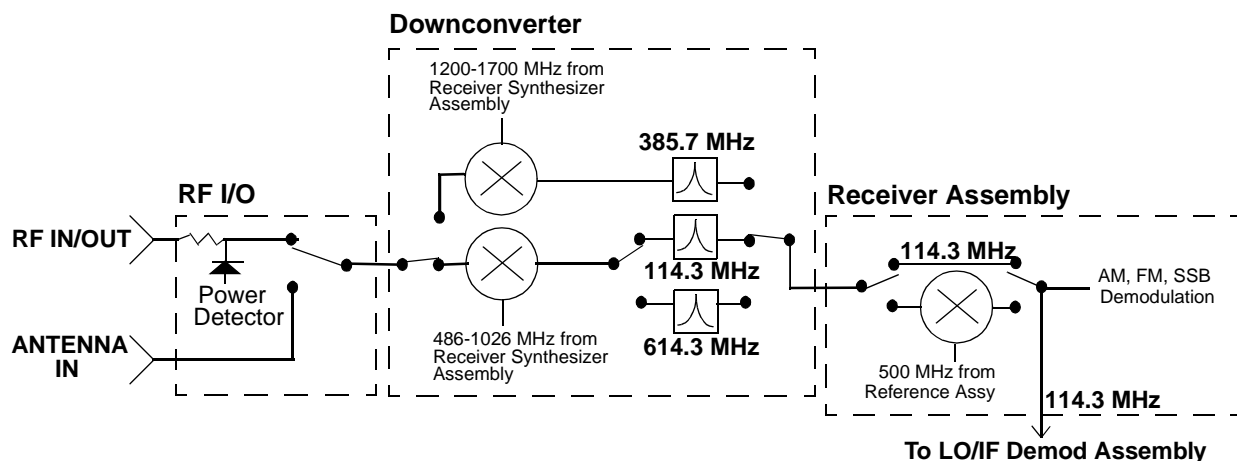 Downconverter
1200-1700 MHz from
Receiver Synthesizer
Assembly
385.7 MHz
RF I/O
Receiver Assembly
RF IN/OUT
114.3 MHz
114.3 MHz
AM, FM, SSB
Demodulation
Power
Detector
614.3 MHz
ANTENNA
IN
486-1026 MHz from
Receiver Synthesizer
Assembly
500 MHz from
Reference Assy
114.3 MHz
To LO/IF Demod Assembly